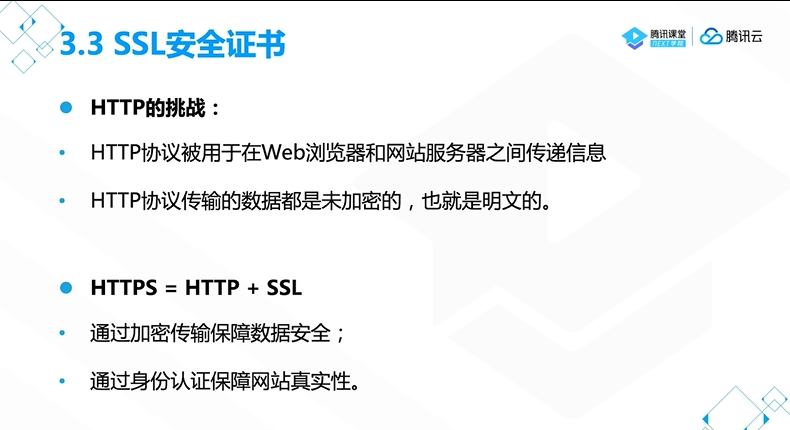 3.3 SSL安全证书
腾讯课堂
NEXT学院
腾讯云
HTTP的挑战：
HTTP协议被用于在Web浏览器和网站服务器之间传递信息
HTTP协议传输的数据都是未加密的，也就是明文的。
HTTPS = HTTP + SSL
通过加密传输保障数据安全；
通过身份认证保障网站真实性。